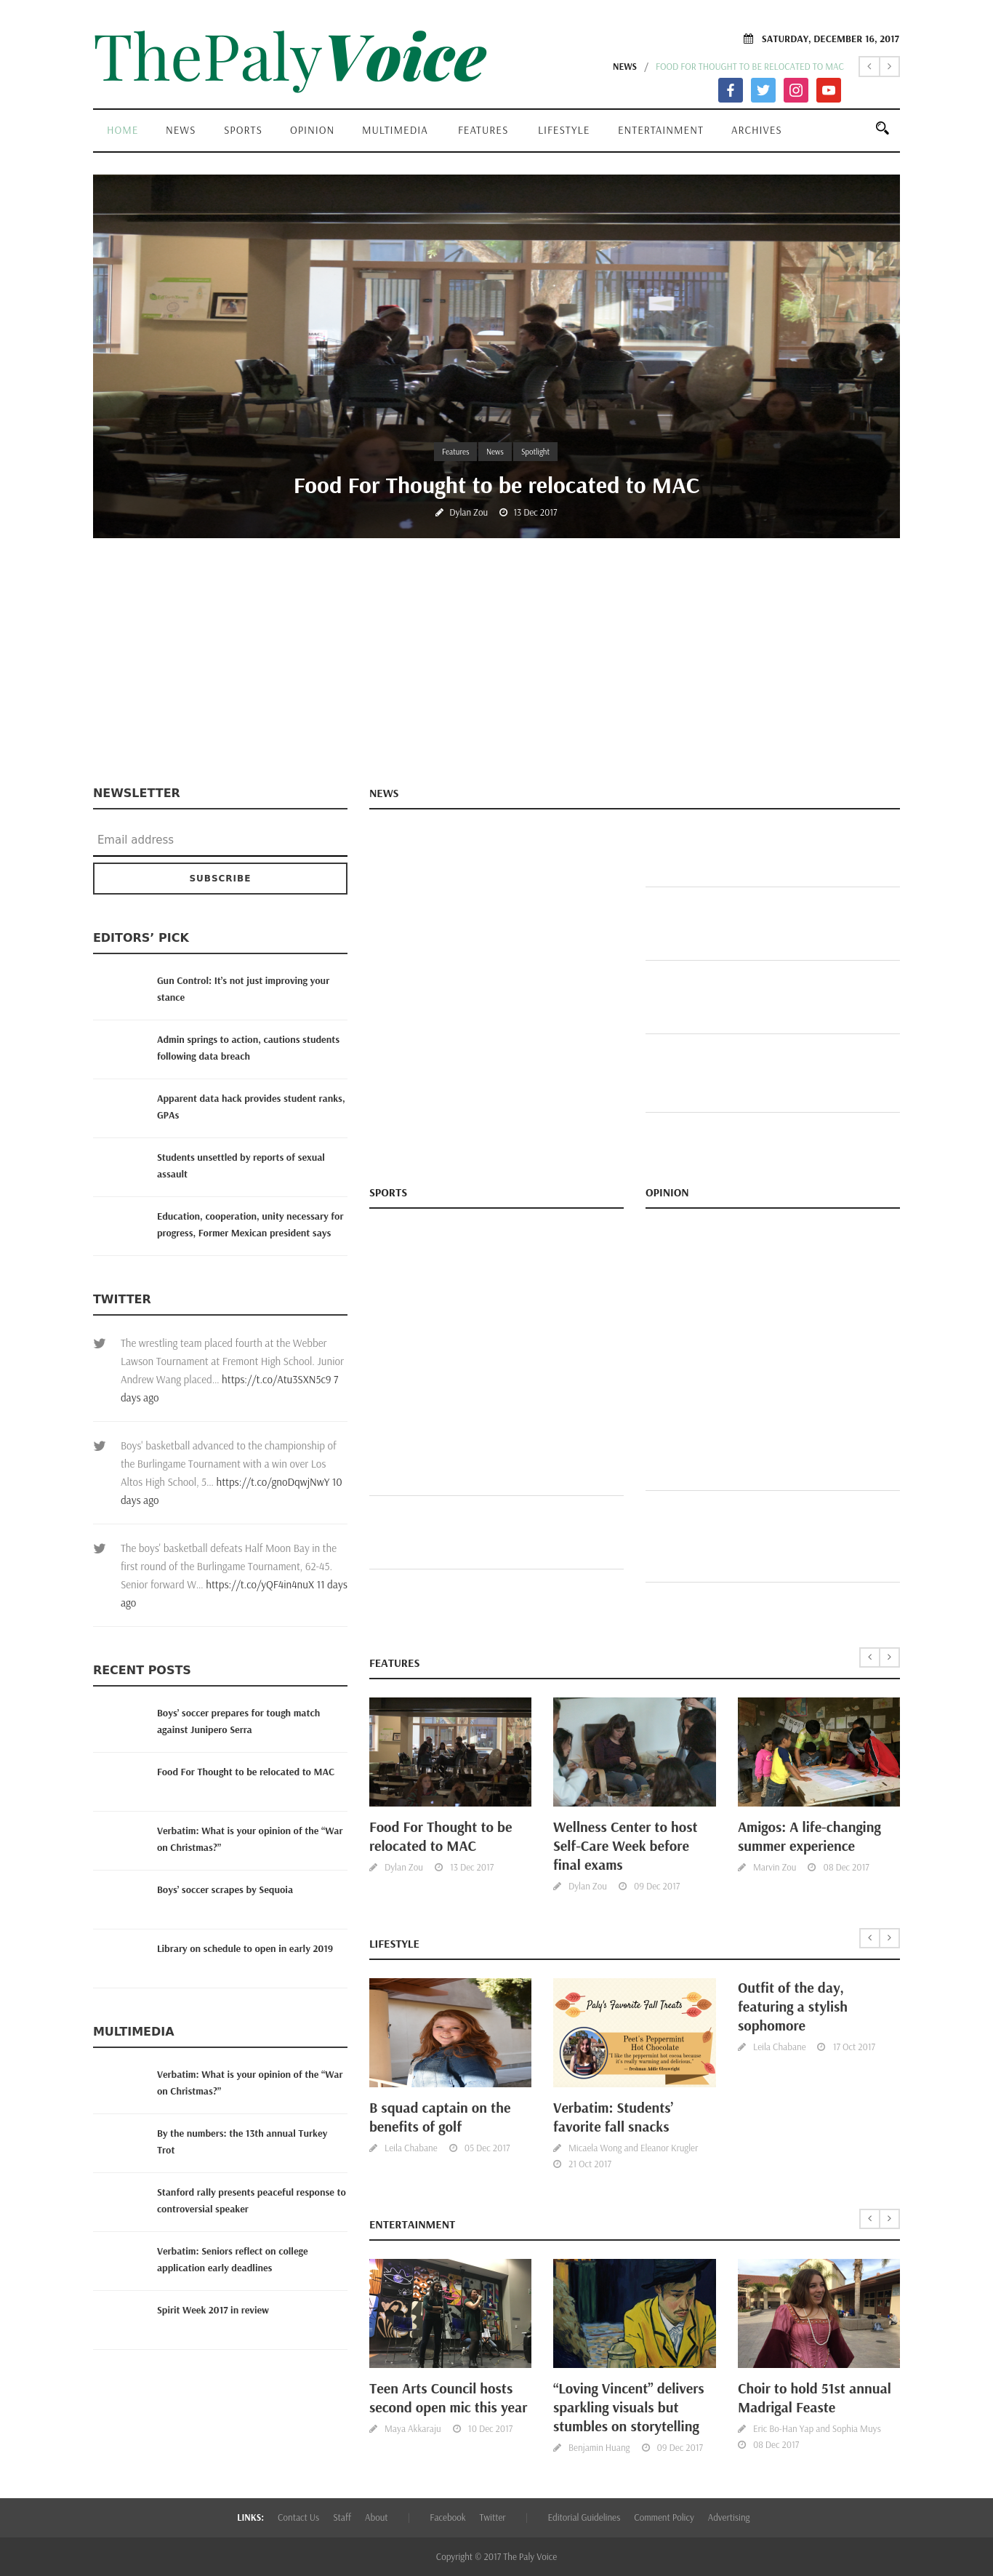 ThePalyVoice
SATURDAY, DECEMBER 16, 2017
NEWS / FOOD FOR THOUGHT TO BE RELOCATED TO MAC
HOME NEWS SPORTS OPINION MULTIMEDIA FEATURES LIFESTYLE ENTERTAINMENT ARCHIVES
Features News Spotlight
Food For Thought to be relocated to MAC
Dylan Zou 13 Dec 2017
NEWSLETTER
Email address
SUBSCRIBE
EDITORS’ PICK
Gun Control: It’s not just improving your
stance
Admin springs to action, cautions students
following data breach
Apparent data hack provides student ranks,
GPAs
Students unsettled by reports of sexual
assault
Education, cooperation, unity necessary for
progress, Former Mexican president says
TWITTER
The wrestling team placed fourth at the Webber
Lawson Tournament at Fremont High School. Junior
Andrew Wang placed... https://t.co/Atu3SXN5c9 7
days ago
Boys’ basketball advanced to the championship of
the Burlingame Tournament with a win over Los
Altos High School, 5... https://t.co/gnoDqwjNwY 10
days ago
The boys’ basketball defeats Half Moon Bay in the
first round of the Burlingame Tournament, 62-45.
Senior forward W... https://t.co/yQF4in4nuX 11 days
ago
RECENT POSTS
Boys’ soccer prepares for tough match
against Junipero Serra
Food For Thought to be relocated to MAC
Verbatim: What is your opinion of the “War
on Christmas?”
Boys’ soccer scrapes by Sequoia
Library on schedule to open in early 2019
MULTIMEDIA
Verbatim: What is your opinion of the “War
on Christmas?”
By the numbers: the 13th annual Turkey
Trot
Stanford rally presents peaceful response to
controversial speaker
Verbatim: Seniors reflect on college
application early deadlines
Spirit Week 2017 in review
NEWS
SPORTS
OPINION
FEATURES
Food For Thought to be
relocated to MAC
Dylan Zou 13 Dec 2017
Wellness Center to host
Self-Care Week before
final exams
Dylan Zou 09 Dec 2017
Amigos: A life-changing
summer experience
Marvin Zou 08 Dec 2017
LIFESTYLE
B squad captain on the
benefits of golf
Leila Chabane 05 Dec 2017
Paly's Favorite Fall Treats
Peet's Peppermint
Hot Chocolate
"I like the peppermint hot cocoa because
it's really warming and delicious."
Verbatim: Students’
favorite fall snacks
Micaela Wong and Eleanor Krugler
21 Oct 2017
Outfit of the day,
featuring a stylish
sophomore
Leila Chabane 17 Oct 2017
ENTERTAINMENT
Teen Arts Council hosts
second open mic this year
Maya Akkaraju 10 Dec 2017
“Loving Vincent” delivers
sparkling visuals but
stumbles on storytelling
Benjamin Huang 09 Dec 2017
Choir to hold 51st annual
Madrigal Feaste
Eric Bo-Han Yap and Sophia Muys
08 Dec 2017
LINKS: Contact Us Staff About | Facebook Twitter | Editorial Guidelines Comment Policy Advertising
Copyright © 2017 The Paly Voice